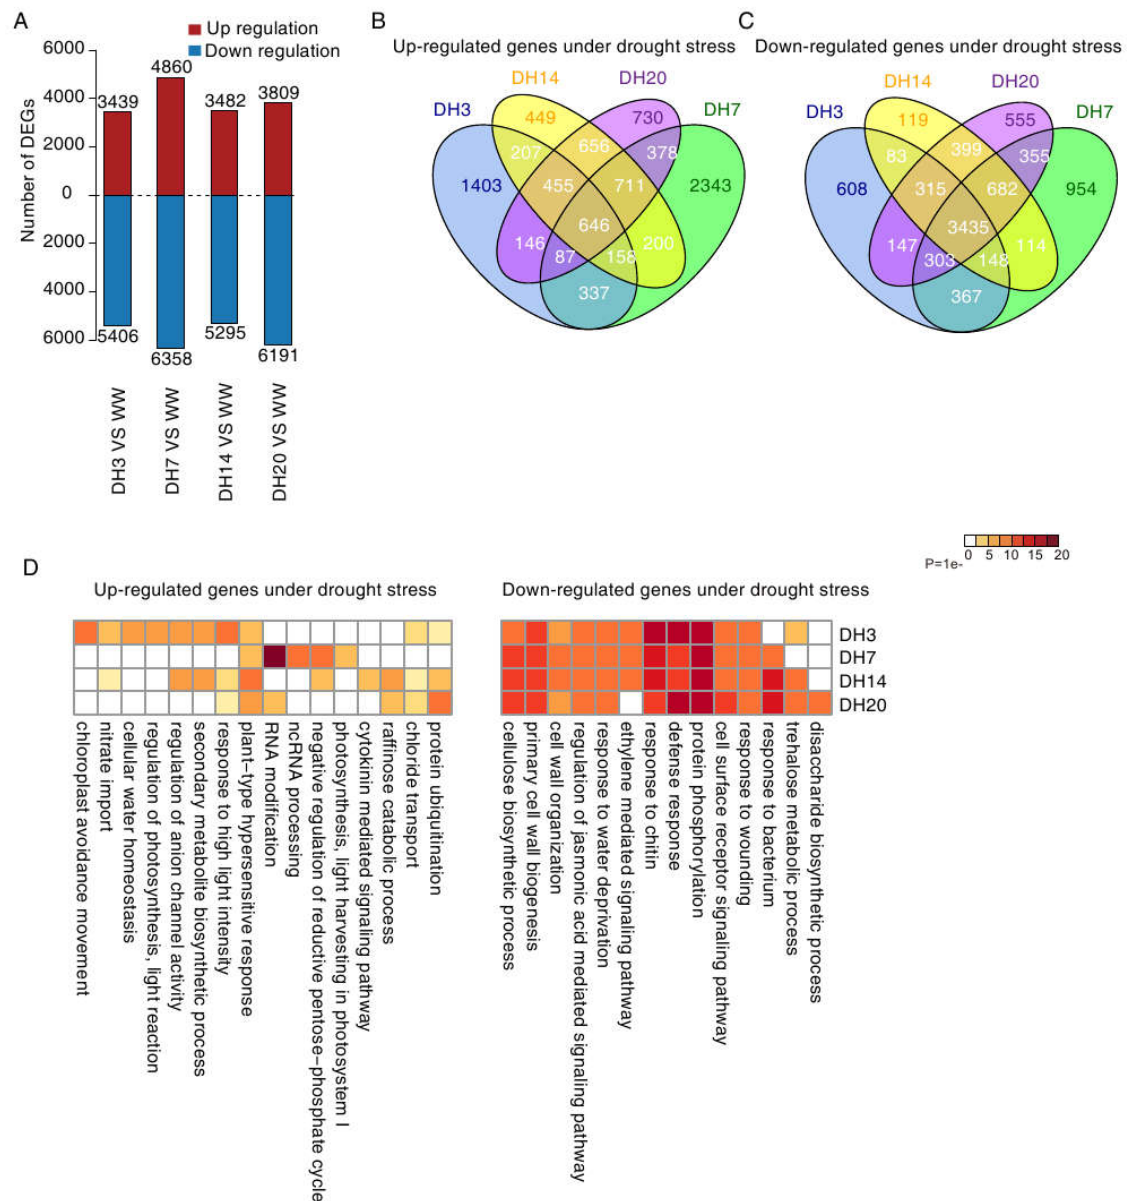 A
Up regulation
Down regulation
Number of DEGs
6000
4000
2000
0
2000
4000
6000
3439
4860
3482
3809
5406
6358
5295
6191
DH3 VS WW
DH7 VS WW
DH14 VS WW
DH20 VS WW
B
Up-regulated genes under drought stress
DH14
DH20
DH3
DH7
449
730
207
656
378
1403
455
711
2343
646
146
87
158
200
337
C
Down-regulated genes under drought stress
DH14
DH20
DH3
DH7
119
555
83
399
355
608
315
682
954
3435
147
303
148
114
367
0 5 10 15 20
P=1e-
D
Up-regulated genes under drought stress
Down-regulated genes under drought stress
DH3
DH7
DH14
DH20
chloroplast avoidance movement
nitrate import
cellular water homeostasis
regulation of photosynthesis, light reaction
regulation of anion channel activity
secondary metabolite biosynthetic process
response to high light intensity
plant-type hypersensitive response
RNA modification
ncRNA processing
negative regulation of reductive pentose-phosphate cycle
photosynthesis, light harvesting in photosystem I
cytokinin mediated signaling pathway
raffinose catabolic process
chloride transport
protein ubiquitination
cellulose biosynthetic process
primary cell wall biogenesis
cell wall organization
regulation of jasmonic acid mediated signaling pathway
response to water deprivation
ethylene mediated signaling pathway
response to chitin
defense response
protein phosphorylation
cell surface receptor signaling pathway
response to wounding
response to bacterium
trehalose metabolic process
disaccharide biosynthetic process